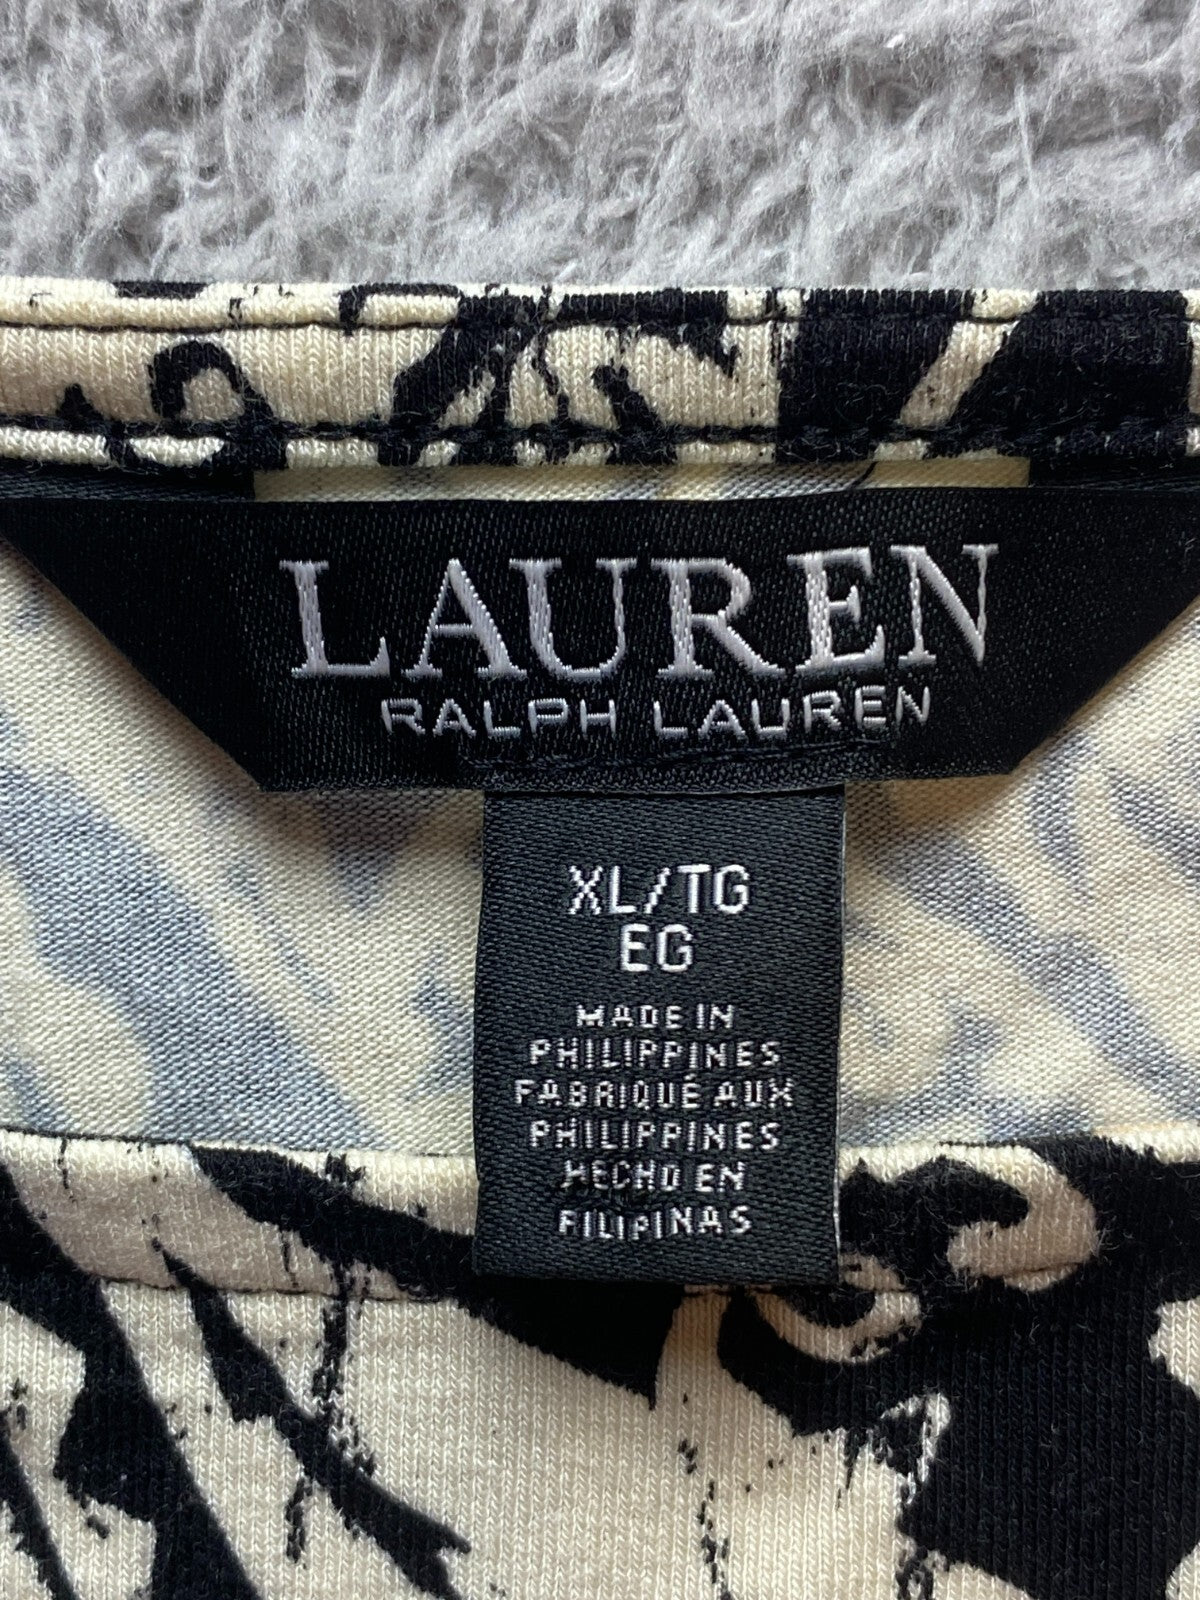 LAUREN
RALPH LAUREN
XL/TG
EG
MADE IN
PHILIPPINES
FABRIQUÉ AUX
PHILIPPINES
HECHO EN
FILIPINAS